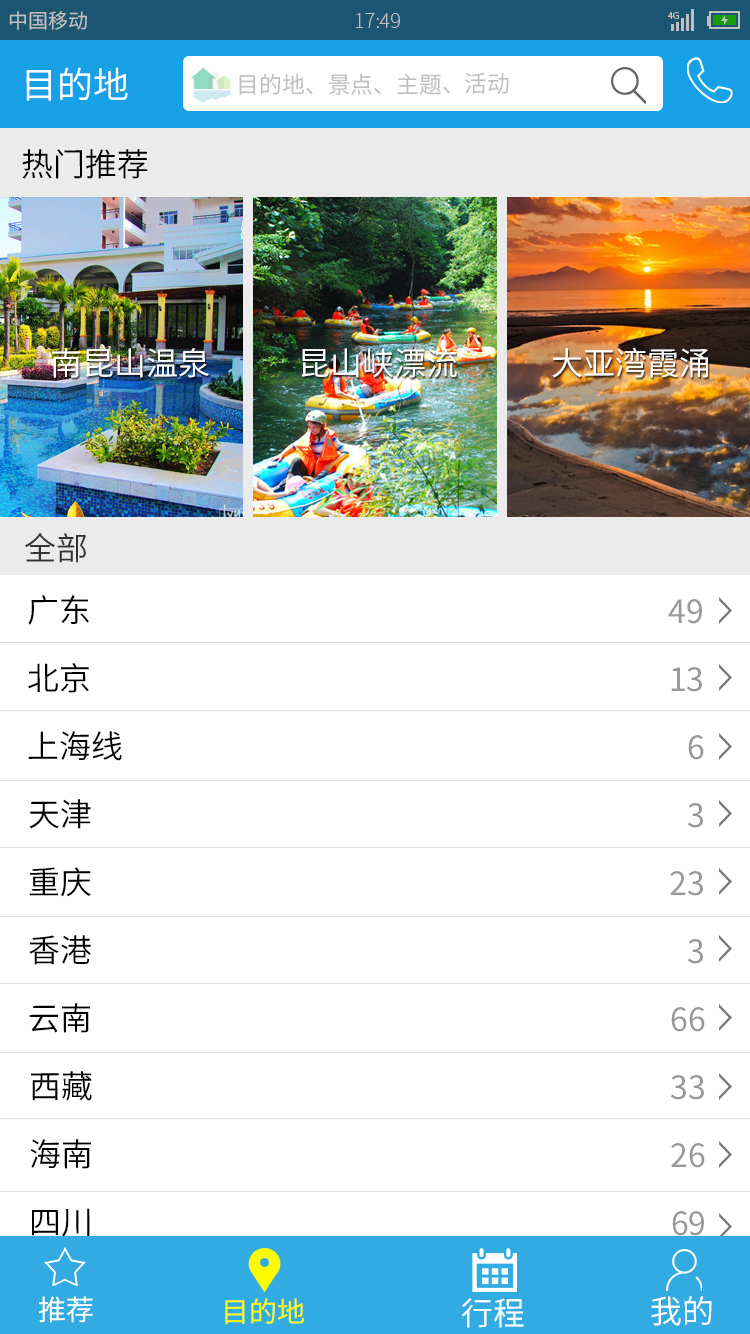 中国移动 17:49 4G
目的地 目的地、景点、主题、活动
热门推荐
南昆山温泉 昆山峡漂流 大亚湾霞涌
全部
广东 49
北京 13
上海线 6
天津 3
重庆 23
香港 3
云南 66
西藏 33
海南 26
四川 69
推荐 目的地 行程 我的